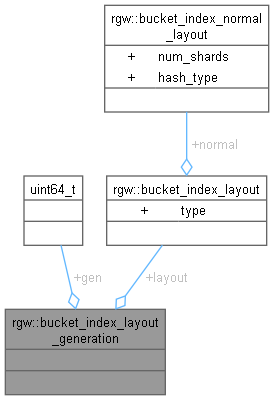 rgw::bucket_index_normal
_layout
+ num_shards
+ hash_type
+normal
uint64_t
rgw::bucket_index_layout
+ type
+gen
+layout
rgw::bucket_index_layout
_generation